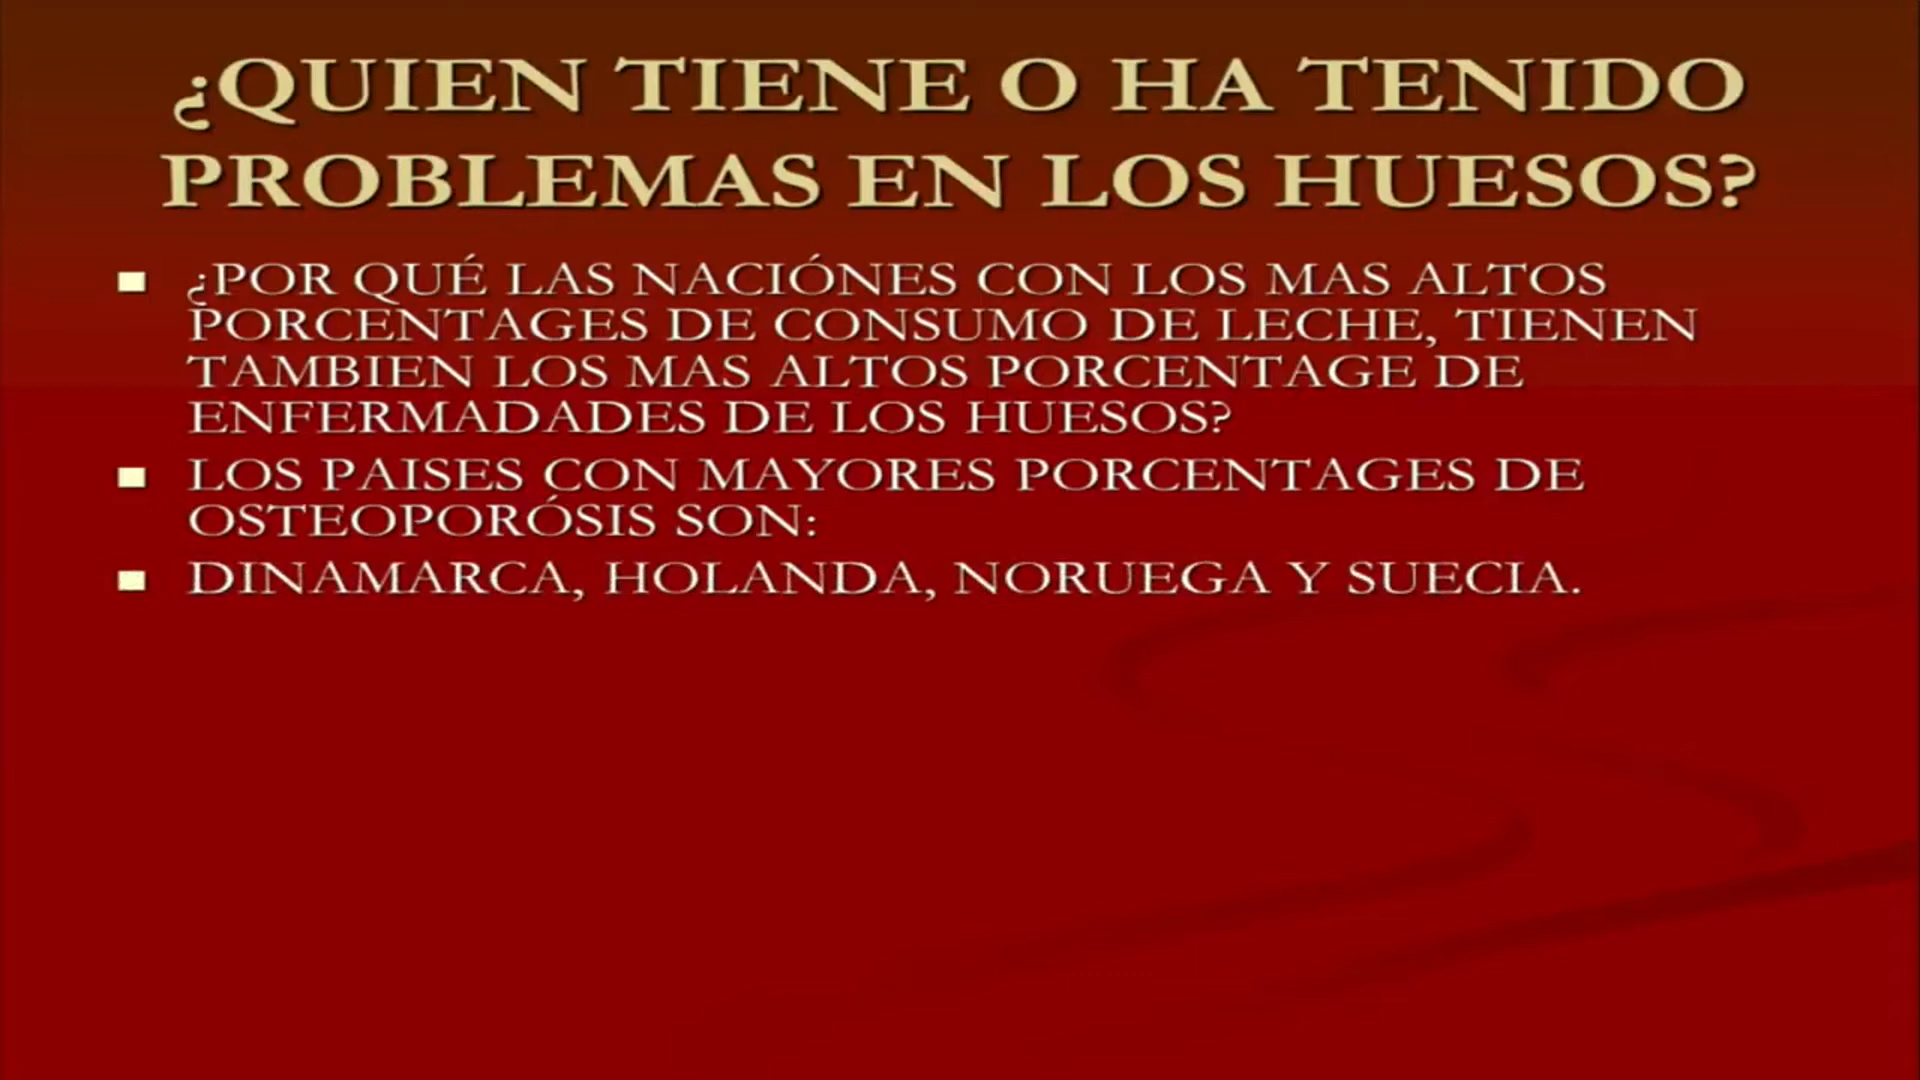 ¿QUIEN TIENE O HA TENIDO
PROBLEMAS EN LOS HUESOS?
¿POR QUÉ LAS NACIÓNES CON LOS MAS ALTOS
PORCENTAGES DE CONSUMO DE LECHE, TIENEN
TAMBIEN LOS MAS ALTOS PORCENTAGE DE
ENFERMADADES DE LOS HUESOS?
LOS PAISES CON MAYORES PORCENTAGES DE
OSTEOPORÓSIS SON:
DINAMARCA, HOLANDA, NORUEGA Y SUECIA.